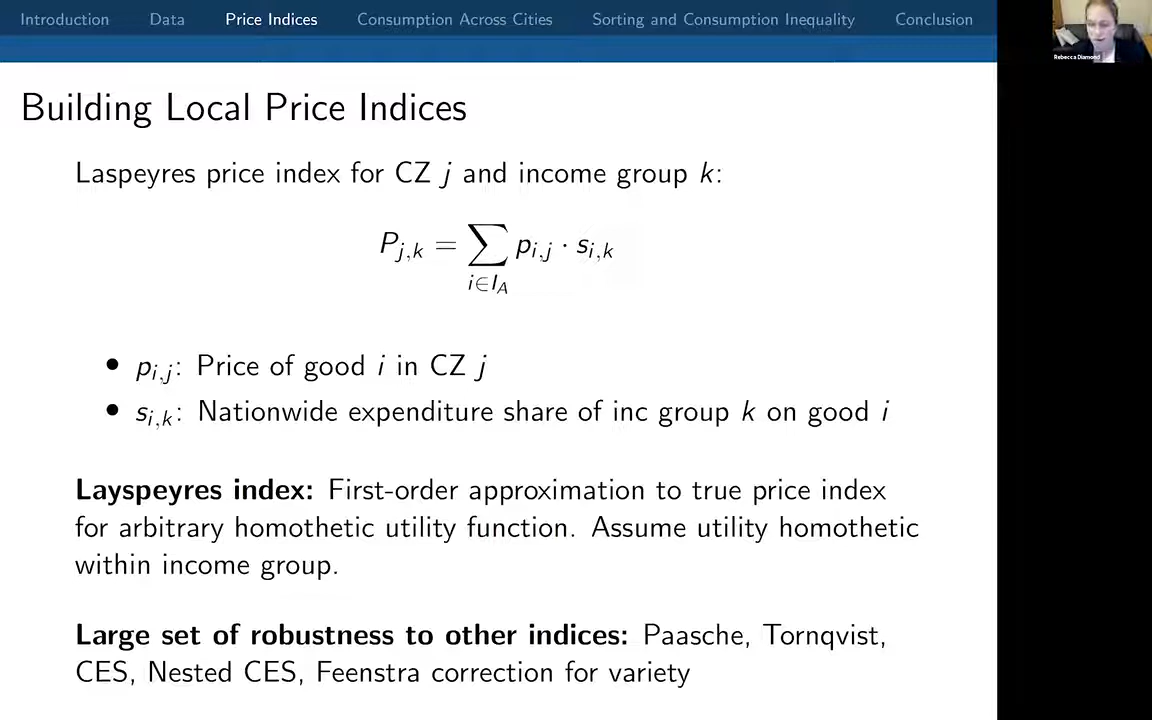 Introduction Data Price Indices Consumption Across Cities Sorting and Consumption Inequality Conclusion
Rebecca Diamond
Building Local Price Indices
Laspeyres price index for CZ j and income group k:
P_{j,k} = ∑_{i∈I_A} p_{i,j} · s_{i,k}
• p_{i,j}: Price of good i in CZ j
• s_{i,k}: Nationwide expenditure share of inc group k on good i
Layspeyres index: First-order approximation to true price index
for arbitrary homothetic utility function. Assume utility homothetic
within income group.
Large set of robustness to other indices: Paasche, Tornqvist,
CES, Nested CES, Feenstra correction for variety